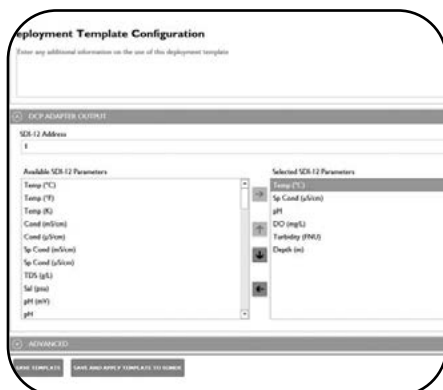 eployment Template Configuration
Enter any additional information on the use of this deployment template
DCP ADAPTER OUTPUT
SDI-12 Address
Available SDI-12 Parameters
Temp (°C)
Temp (°F)
Temp (K)
Cond (mS/cm)
Cond (µS/cm)
Sp Cond (mS/cm)
Sp Cond (µS/cm)
TDS (g/L)
Sal (psu)
pH (mV)
pH
Selected SDI-12 Parameters
Temp (°C)
Sp Cond (µS/cm)
pH
DO (mg/L)
Turbidity (FNU)
Depth (m)
ADVANCED
SAVE TEMPLATE
SAVE AND APPLY TEMPLATE TO SONDE